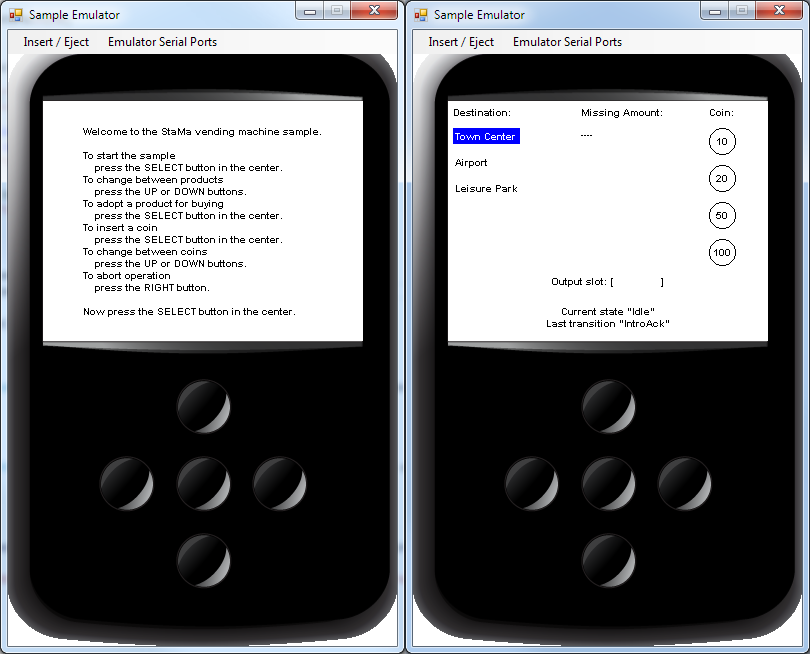 Sample Emulator
Insert / Eject Emulator Serial Ports
Welcome to the StaMa vending machine sample.
To start the sample
press the SELECT button in the center.
To change between products
press the UP or DOWN buttons.
To adopt a product for buying
press the SELECT button in the center.
To insert a coin
press the SELECT button in the center.
To change between coins
press the UP or DOWN buttons.
To abort operation
press the RIGHT button.
Now press the SELECT button in the center.
Sample Emulator
Insert / Eject Emulator Serial Ports
Destination: Missing Amount: Coin:
Town Center ---- 10
Airport
20
Leisure Park
50
100
Output slot: [ ]
Current state "Idle"
Last transition "IntroAck"